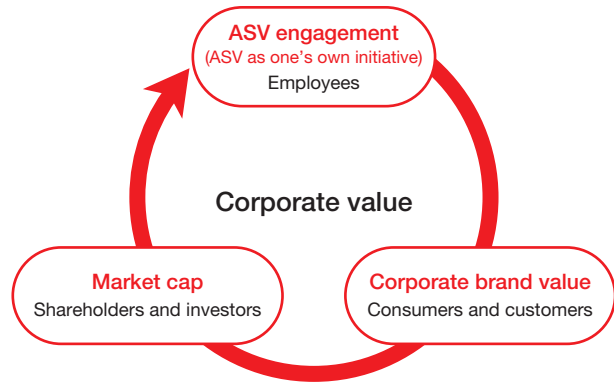 ASV engagement
(ASV as one’s own initiative)
Employees
Corporate value
Market cap
Shareholders and investors
Corporate brand value
Consumers and customers